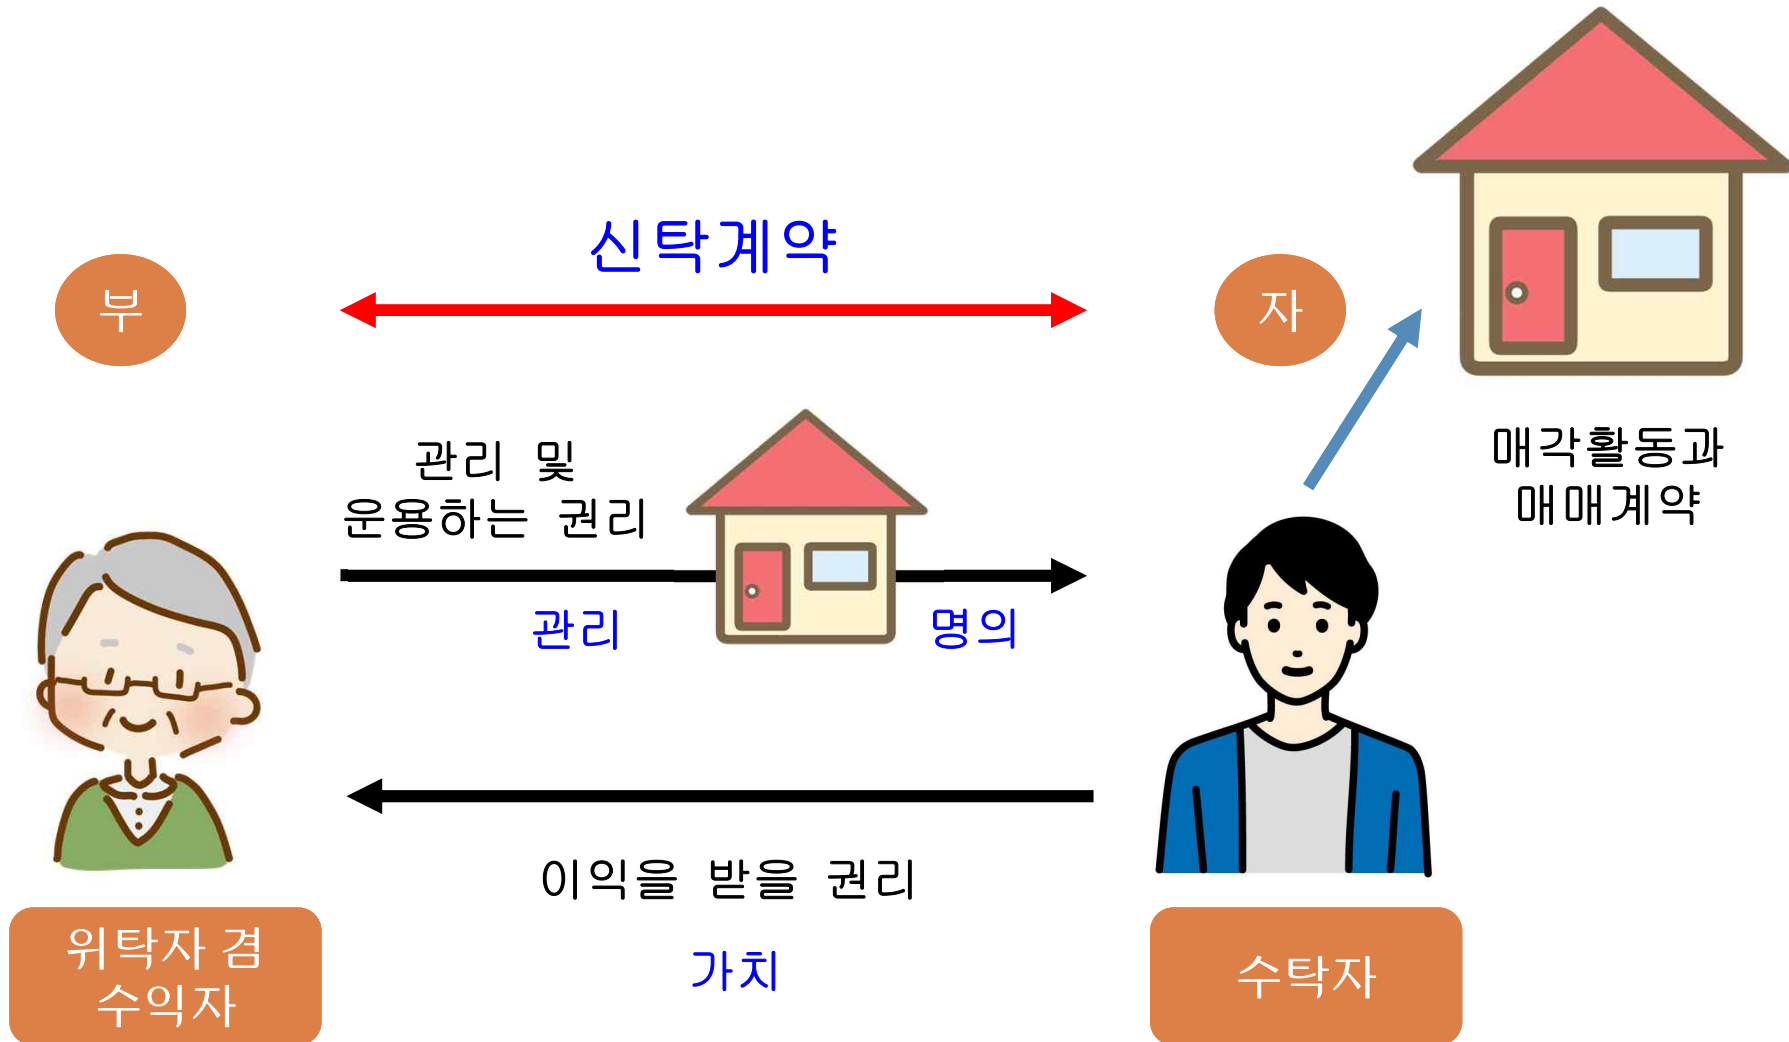 신탁계약
부
자
관리 및
운용하는 권리
매각활동과
매매계약
관리
명의
이익을 받을 권리
가치
위탁자 겸
수익자
수탁자